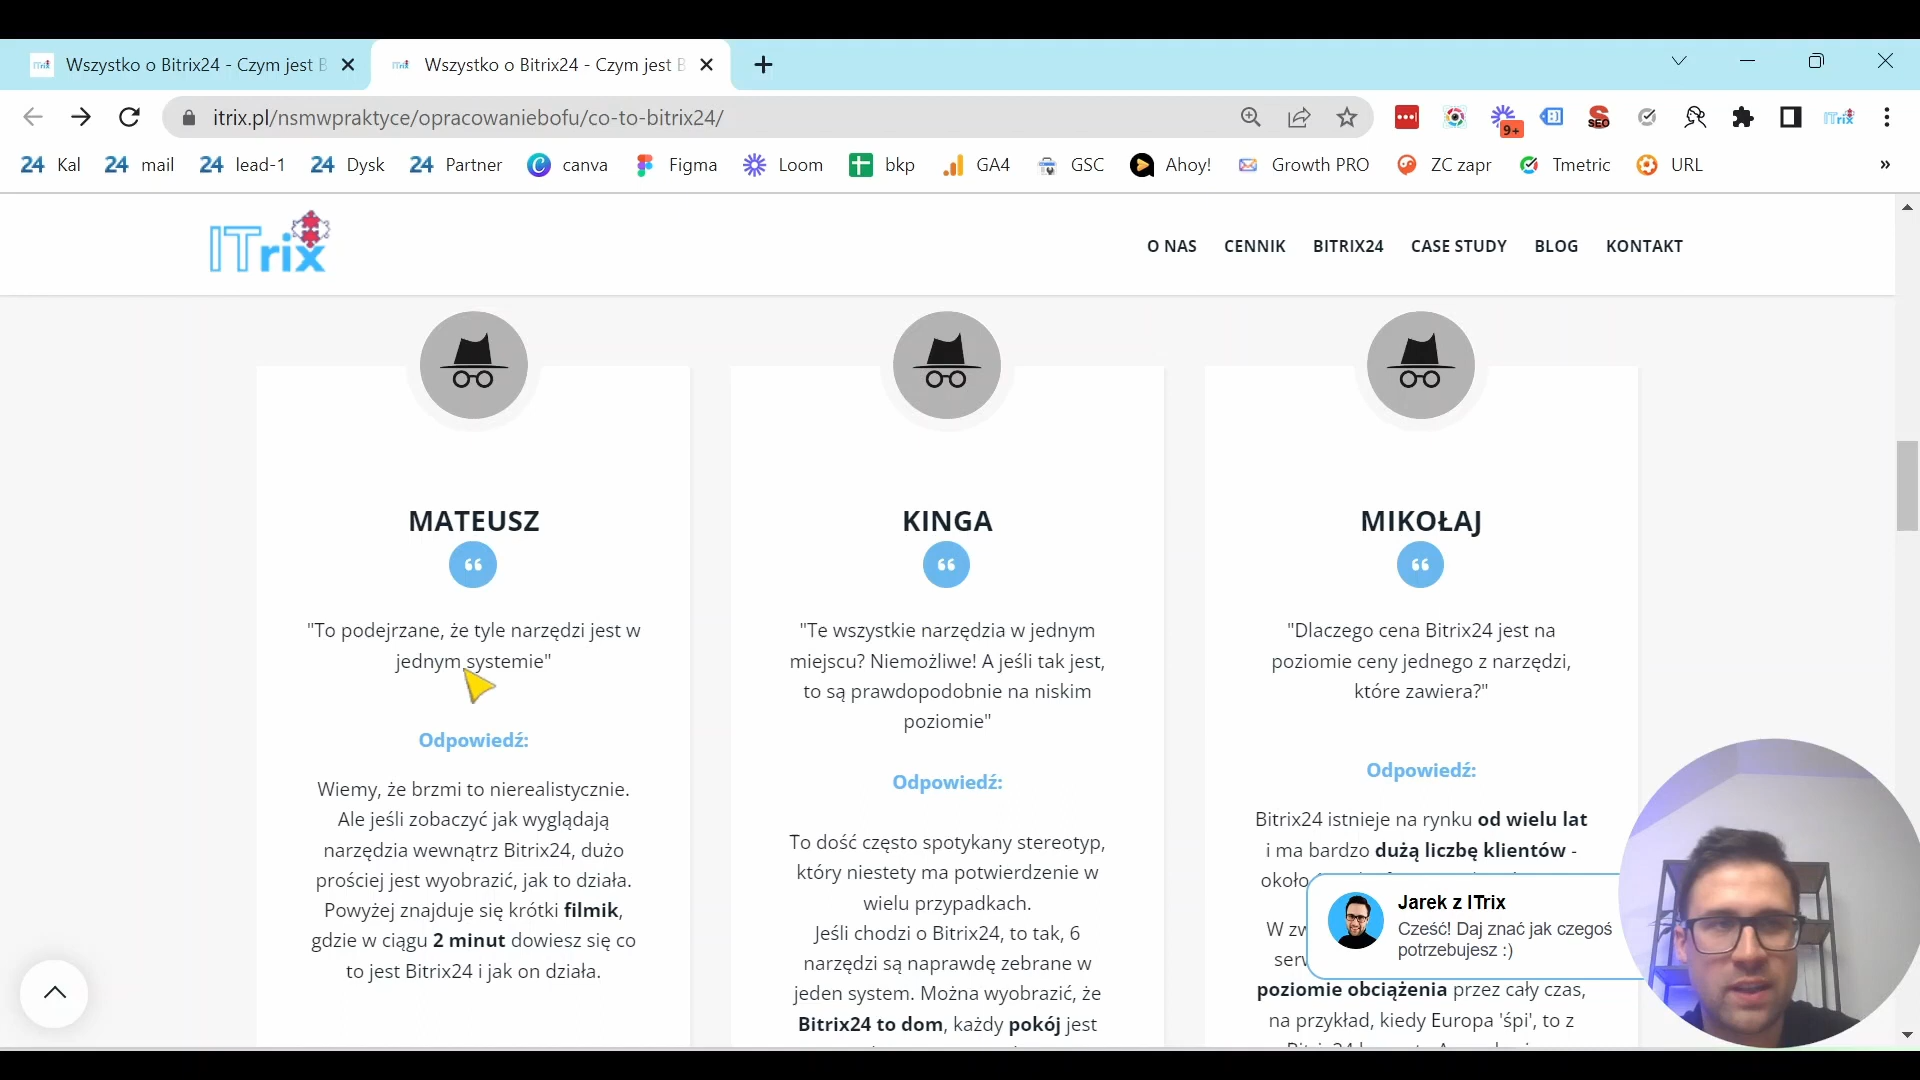 Wszystko o Bitrix24 - Czym jest B
Wszystko o Bitrix24 - Czym jest B
itrix.pl/nsmwpraktyce/opracowaniebofu/co-to-bitrix24/
9+
SEO
ITrix
24 Kal
24 mail
24 lead-1
24 Dysk
24 Partner
canva
Figma
Loom
bkp
GA4
GSC
Ahoy!
Growth PRO
ZC zapr
Tmetric
URL
»
ITrix
O NAS CENNIK BITRIX24 CASE STUDY BLOG KONTAKT
MATEUSZ
"To podejrzane, że tyle narzędzi jest w
jednym systemie"
Odpowiedź:
Wiemy, że brzmi to nierealistycznie.
Ale jeśli zobaczyć jak wyglądają
narzędzia wewnątrz Bitrix24, dużo
prościej jest wyobrazić, jak to działa.
Powyżej znajduje się krótki filmik,
gdzie w ciągu 2 minut dowiesz się co
to jest Bitrix24 i jak on działa.
KINGA
"Te wszystkie narzędzia w jednym
miejscu? Niemożliwe! A jeśli tak jest,
to są prawdopodobnie na niskim
poziomie"
Odpowiedź:
To dość często spotykany stereotyp,
który niestety ma potwierdzenie w
wielu przypadkach.
Jeśli chodzi o Bitrix24, to tak, 6
narzędzi są naprawdę zebrane w
jeden system. Można wyobrazić, że
Bitrix24 to dom, każdy pokój jest
MIKOŁAJ
"Dlaczego cena Bitrix24 jest na
poziomie ceny jednego z narzędzi,
które zawiera?"
Odpowiedź:
Bitrix24 istnieje na rynku od wielu lat
i ma bardzo dużą liczbę klientów -
około
W
poziomie obciążenia przez cały czas,
na przykład, kiedy Europa 'śpi', to z
Jarek z ITrix
Cześć! Daj znać jak czegoś
potrzebujesz :)